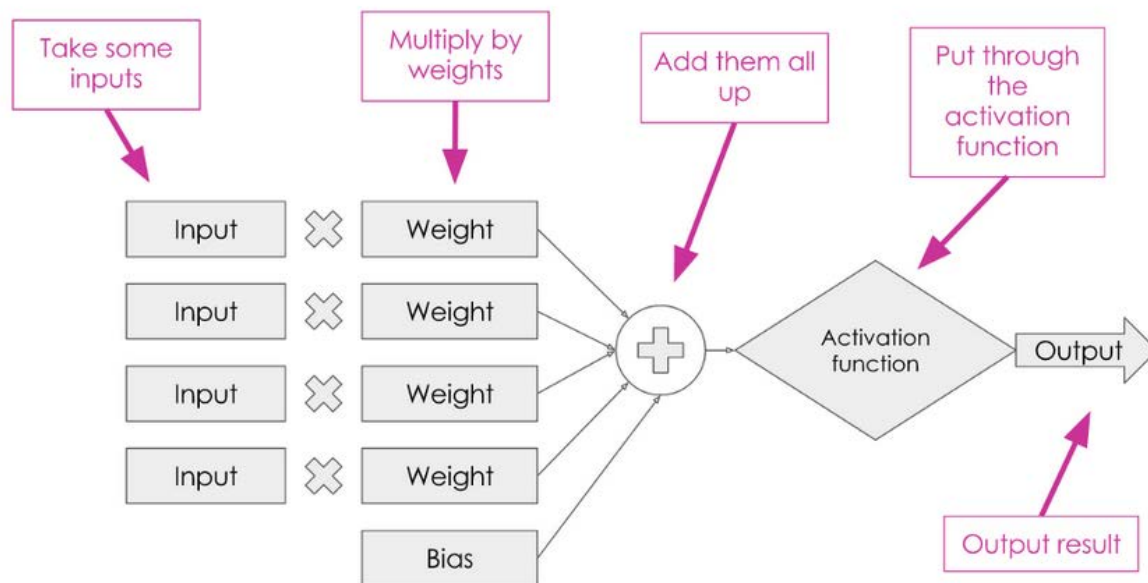 Take some
inputs
Multiply by
weights
Add them all
up
Put through
the
activation
function
Input
Weight
Input
Weight
Input
Weight
Input
Weight
Bias
Activation
function
Output
Output result